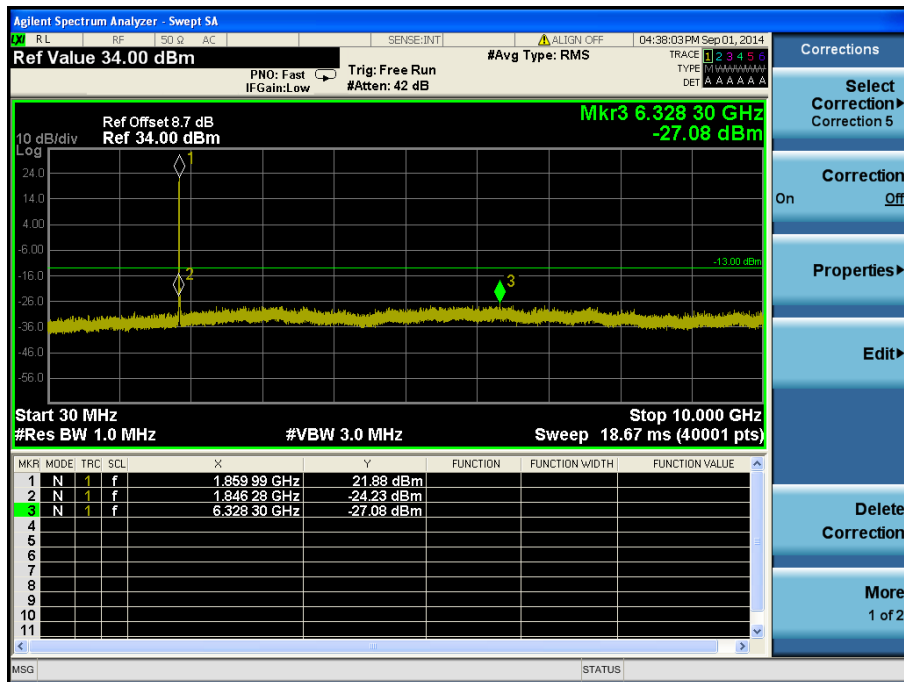 Agilent Spectrum Analyzer - Swept SA
LXI RL RF 50 Ω AC SENSE:INT ALIGN OFF 04:38:03 PM Sep 01, 2014
Ref Value 34.00 dBm
PNO: Fast
IFGain:Low
Trig: Free Run
#Atten: 42 dB
#Avg Type: RMS
TRACE 1 2 3 4 5 6
TYPE M WWWWW
DET A A A A A A
Mkr3 6.328 30 GHz
-27.08 dBm
Ref Offset 8.7 dB
10 dB/div Ref 34.00 dBm
Log
24.0
14.0
4.00
-6.00
-16.0
-26.0
-36.0
-46.0
-56.0
1
2
3
-13.00 dBm
Start 30 MHz Stop 10.000 GHz
#Res BW 1.0 MHz #VBW 3.0 MHz Sweep 18.67 ms (40001 pts)
MKR MODE TRC SCL X Y FUNCTION FUNCTION WIDTH FUNCTION VALUE
1 N 1 f 1.859 99 GHz 21.88 dBm
2 N 1 f 1.846 28 GHz -24.23 dBm
3 N 1 f 6.328 30 GHz -27.08 dBm
4
5
6
7
8
9
10
11
MSG STATUS
Corrections
Select
Correction
Correction 5
Correction
On Off
Properties
Edit
Delete
Correction
More
1 of 2